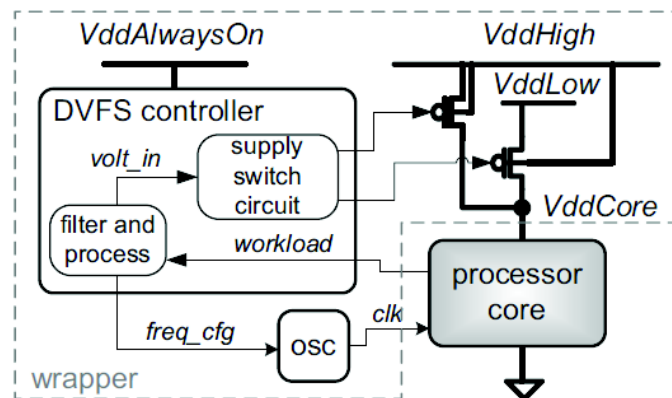 VddAlwaysOn
VddHigh
VddLow
DVFS controller
volt_in
supply
switch
circuit
filter and
process
VddCore
workload
processor
core
freq_cfg
osc
clk
wrapper